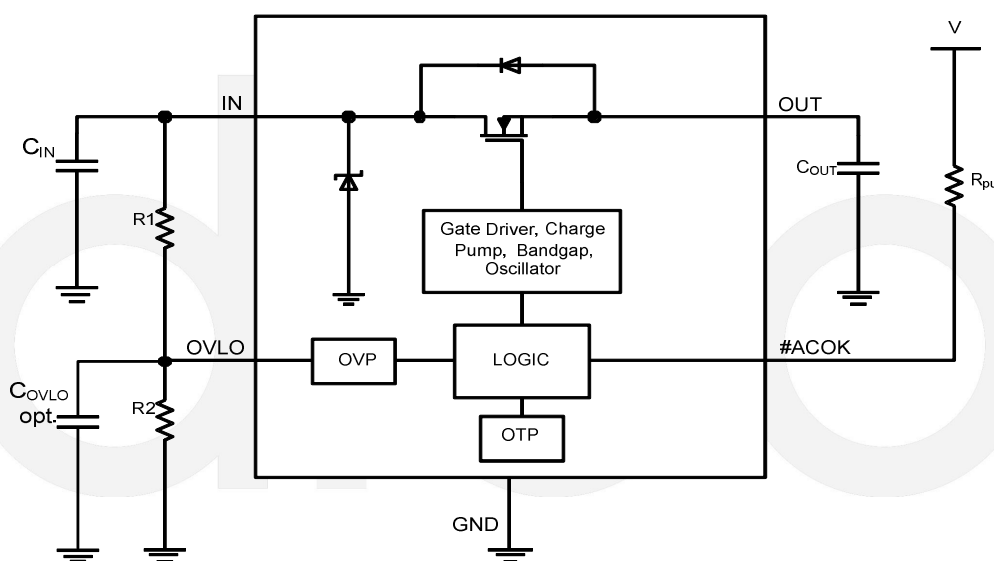 V
IN
OUT
CIN
COUT
Rpu
R1
Gate Driver, Charge
Pump, Bandgap,
Oscillator
OVLO
OVP
LOGIC
#ACOK
COVLO
opt.
R2
OTP
GND